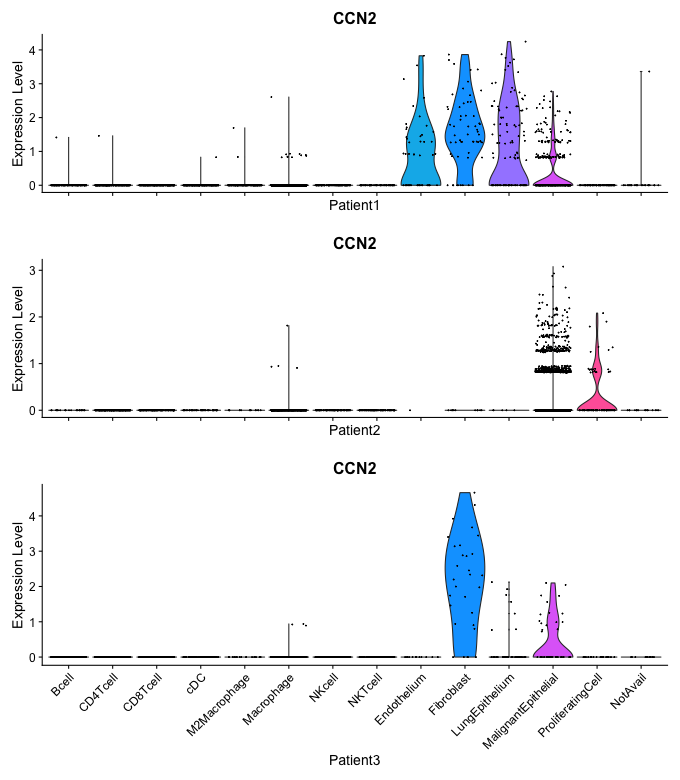 CCN2
Expression Level
4
3
2
1
0
Patient1
CCN2
Expression Level
3
2
1
0
Patient2
CCN2
Expression Level
4
3
2
1
0
Bcell
CD4Tcell
CD8Tcell
cDC
M2Macrophage
Macrophage
NKcell
NKTcell
Endothelium
Fibroblast
LungEpithelium
MalignantEpithelial
ProliferatingCell
NotAvail
Patient3